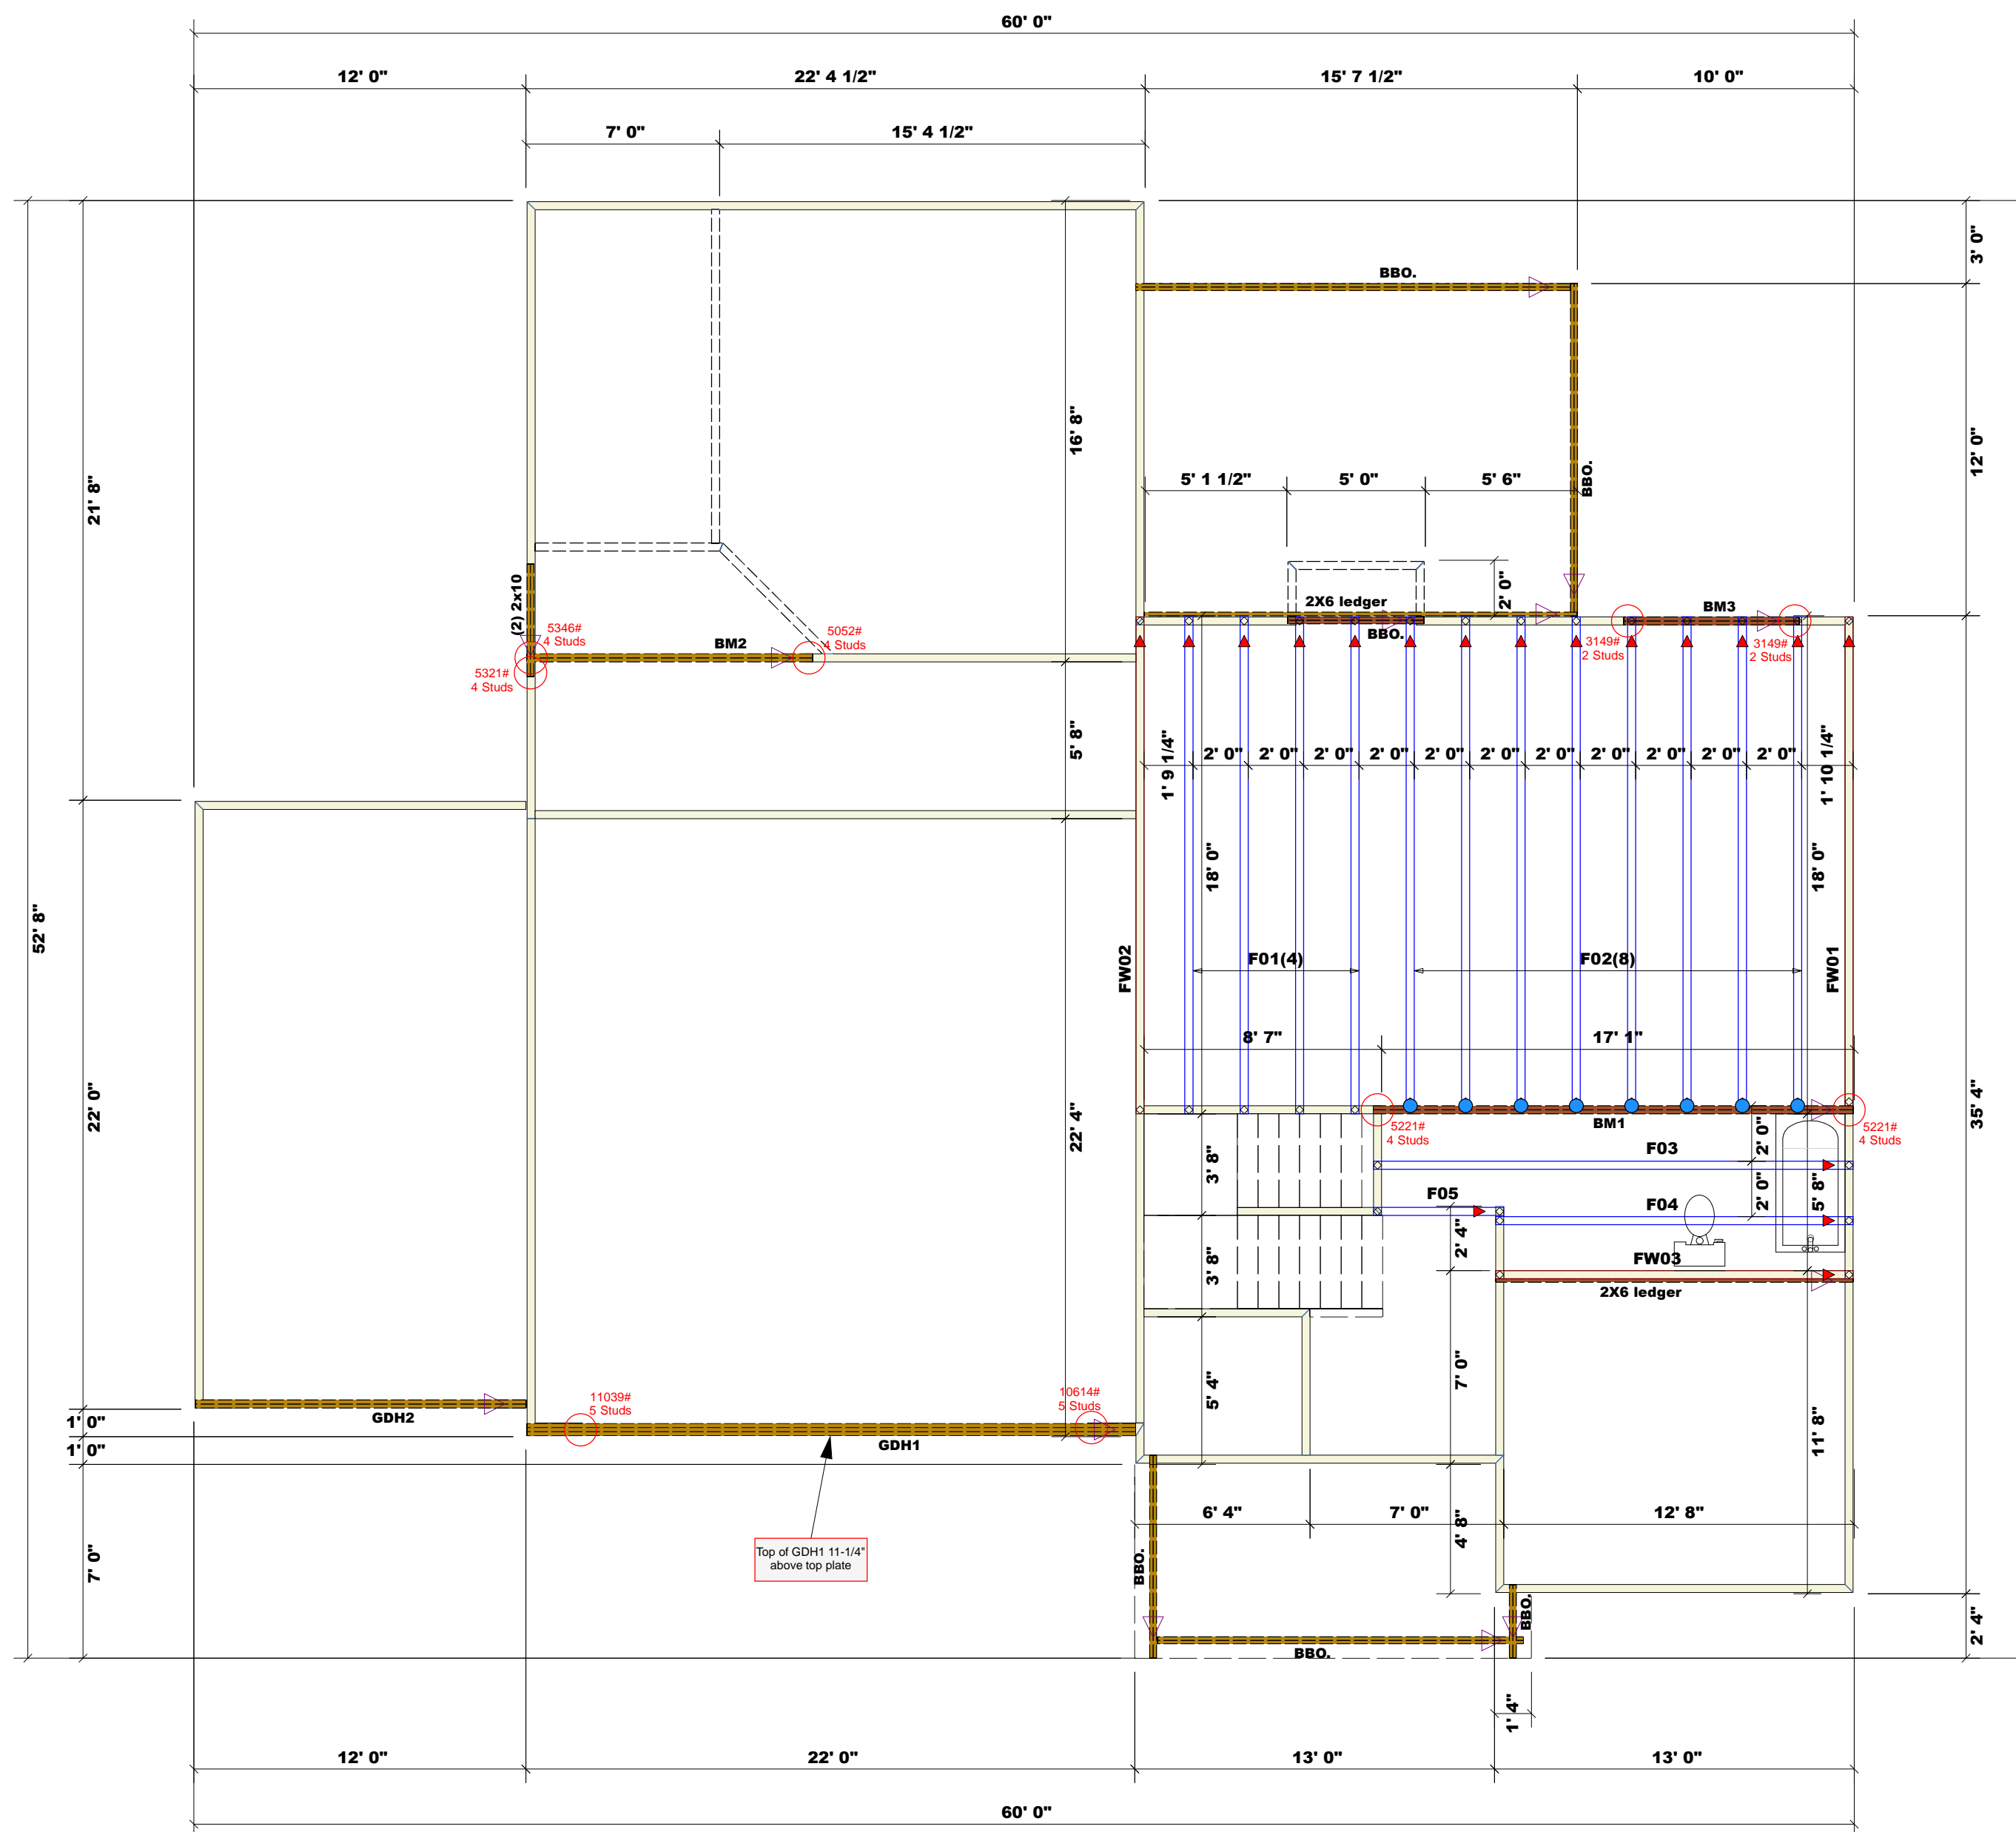 60' 0"
12' 0"
22' 4 1/2"
15' 7 1/2"
10' 0"
7' 0"
15' 4 1/2"
3' 0"
BBO.
16' 8"
12' 0"
21' 8"
5' 1 1/2"
5' 0"
5' 6"
BBO.
(2) 2x10
2' 0"
2X6 ledger
BM3
BBO.
5346#
4 Studs
BM2
5052#
4 Studs
3149#
2 Studs
3149#
2 Studs
5321#
4 Studs
5' 8"
1' 9 1/4"
2' 0"
2' 0"
2' 0"
2' 0"
2' 0"
2' 0"
2' 0"
2' 0"
2' 0"
2' 0"
2' 0"
1' 10 1/4"
18' 0"
18' 0"
52' 8"
FW02
F01(4)
F02(8)
FW01
8' 7"
17' 1"
22' 0"
22' 4"
35' 4"
5221#
4 Studs
BM1
5221#
4 Studs
3' 8"
F03
2' 0"
2' 0"
5' 8"
F05
F04
2' 4"
3' 8"
FW03
2X6 ledger
7' 0"
5' 4"
11' 8"
11039#
5 Studs
10614#
5 Studs
GDH2
1' 0"
GDH1
1' 0"
6' 4"
7' 0"
12' 8"
4' 8"
Top of GDH1 11-1/4"
above top plate
7' 0"
BBO.
BBO.
BBO.
2' 4"
1' 4"
12' 0"
22' 0"
13' 0"
13' 0"
60' 0"